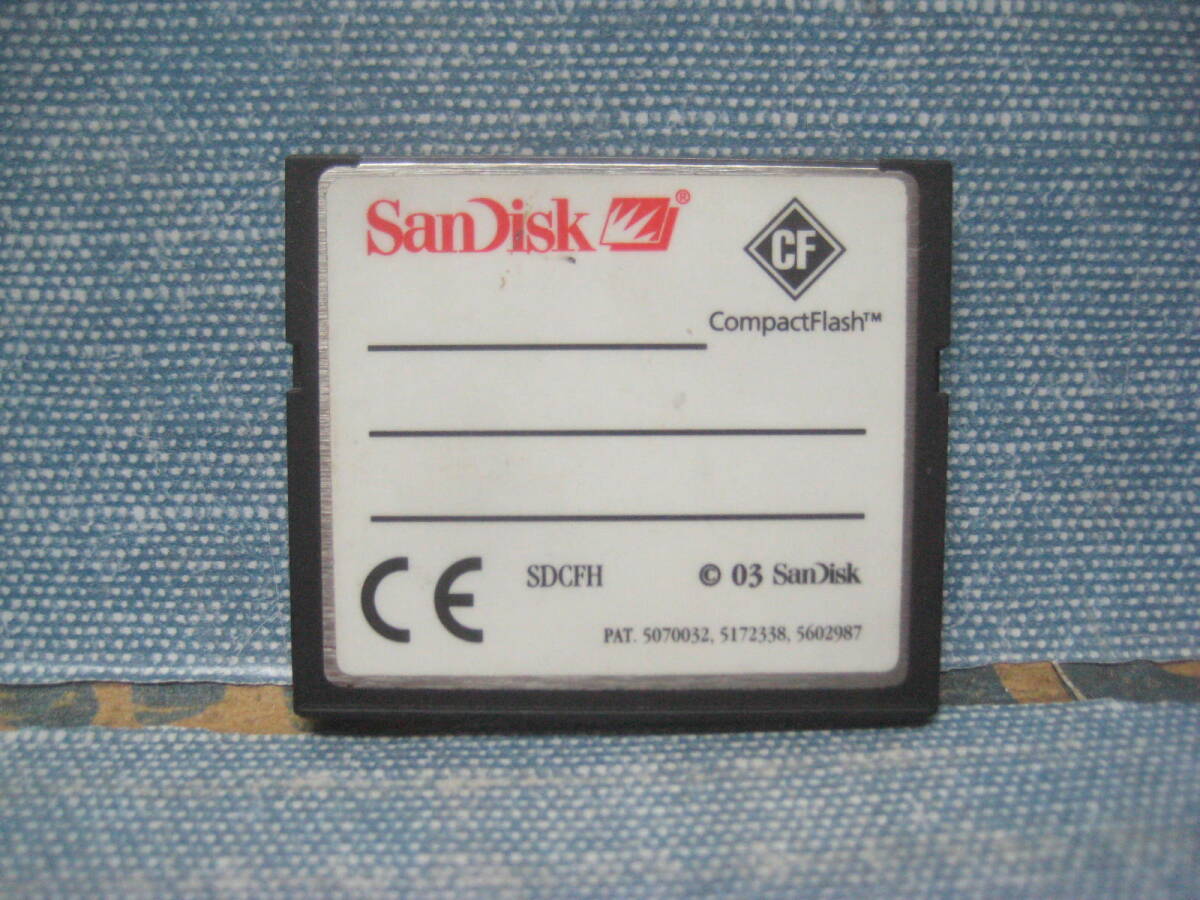 SanDisk ®
CF
CompactFlash™
CE
SDCFH
© 03 SanDisk
PAT. 5070032, 5172338, 5602987